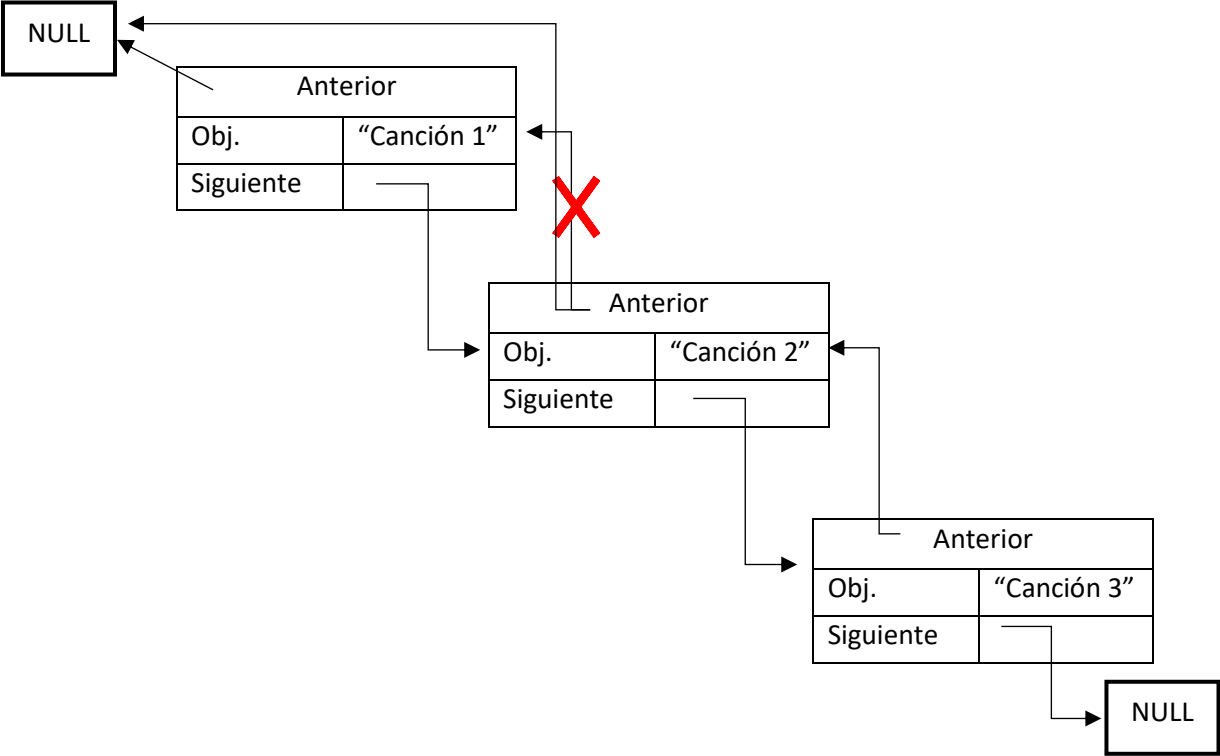 NULL
Anterior
Obj. “Canción 1”
Siguiente
Anterior
Obj. “Canción 2”
Siguiente
Anterior
Obj. “Canción 3”
Siguiente
NULL